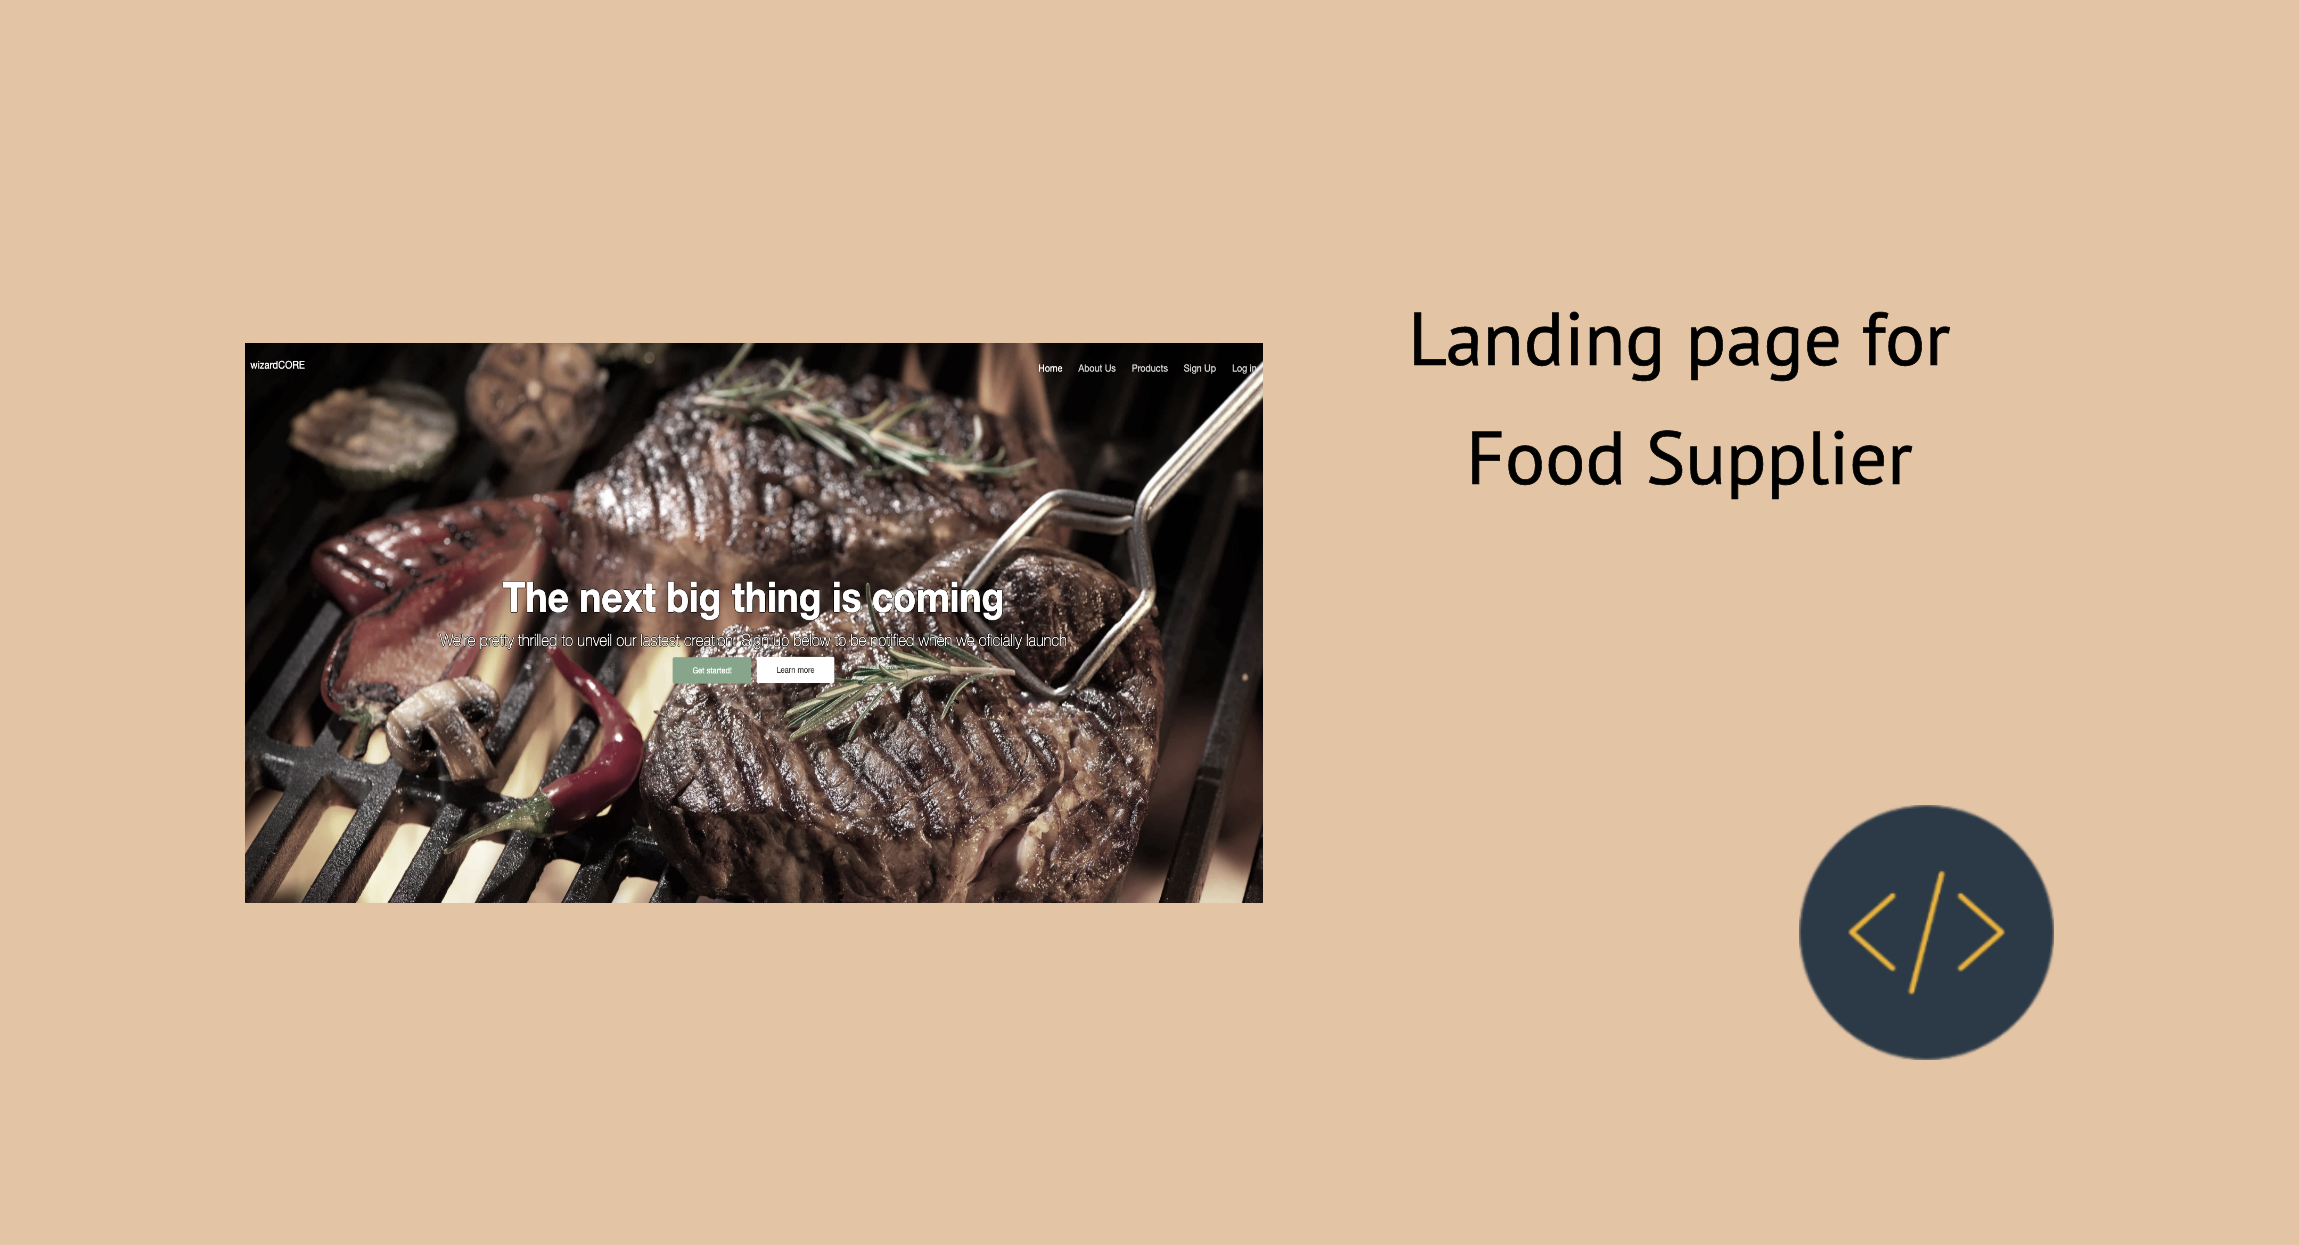 wizardCORE
Home About Us Products Sign Up Log in
The next big thing is coming
We're pretty thrilled to unveil our lastest creation. Sign up below to be notified when we oficially launch
Get started! Learn more
Landing page for
Food Supplier